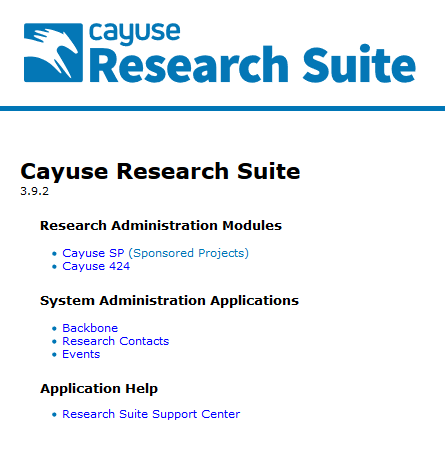 cayuse
Research Suite
Cayuse Research Suite
3.9.2
Research Administration Modules
Cayuse SP (Sponsored Projects)
Cayuse 424
System Administration Applications
Backbone
Research Contacts
Events
Application Help
Research Suite Support Center